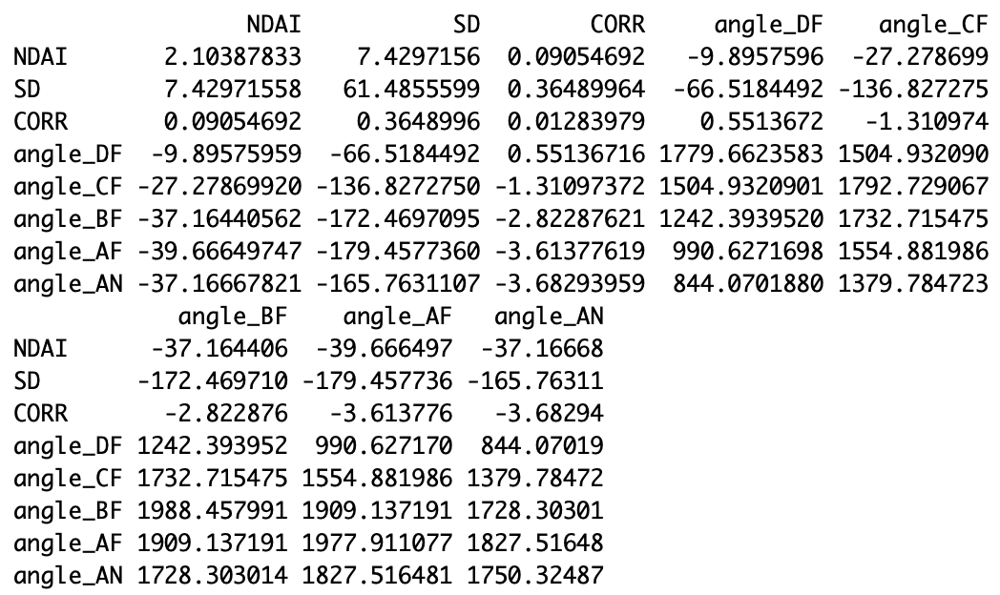 NDAI SD CORR angle_DF angle_CF
NDAI 2.10387833 7.4297156 0.09054692 -9.8957596 -27.278699
SD 7.42971558 61.4855599 0.36489964 -66.5184492 -136.827275
CORR 0.09054692 0.3648996 0.01283979 0.5513672 -1.310974
angle_DF -9.89575959 -66.5184492 0.55136716 1779.6623583 1504.932090
angle_CF -27.27869920 -136.8272750 -1.31097372 1504.9320901 1792.729067
angle_BF -37.16440562 -172.4697095 -2.82287621 1242.3939520 1732.715475
angle_AF -39.66649747 -179.4577360 -3.61377619 990.6271698 1554.881986
angle_AN -37.16667821 -165.7631107 -3.68293959 844.0701880 1379.784723
angle_BF angle_AF angle_AN
NDAI -37.164406 -39.666497 -37.16668
SD -172.469710 -179.457736 -165.76311
CORR -2.822876 -3.613776 -3.68294
angle_DF 1242.393952 990.627170 844.07019
angle_CF 1732.715475 1554.881986 1379.78472
angle_BF 1988.457991 1909.137191 1728.30301
angle_AF 1909.137191 1977.911077 1827.51648
angle_AN 1728.303014 1827.516481 1750.32487